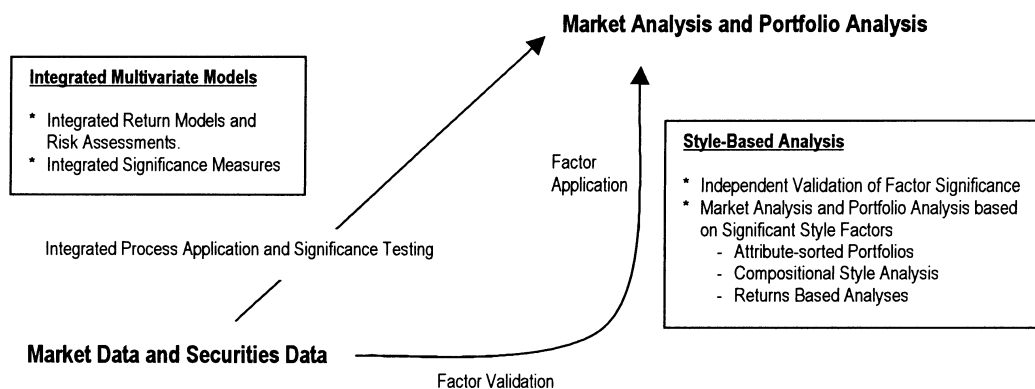 Market Analysis and Portfolio Analysis
Integrated Multivariate Models
* Integrated Return Models and
Risk Assessments.
* Integrated Significance Measures
Factor
Application
Style-Based Analysis
* Independent Validation of Factor Significance
* Market Analysis and Portfolio Analysis based
on Significant Style Factors
- Attribute-sorted Portfolios
- Compositional Style Analysis
- Returns Based Analyses
Integrated Process Application and Significance Testing
Market Data and Securities Data
Factor Validation